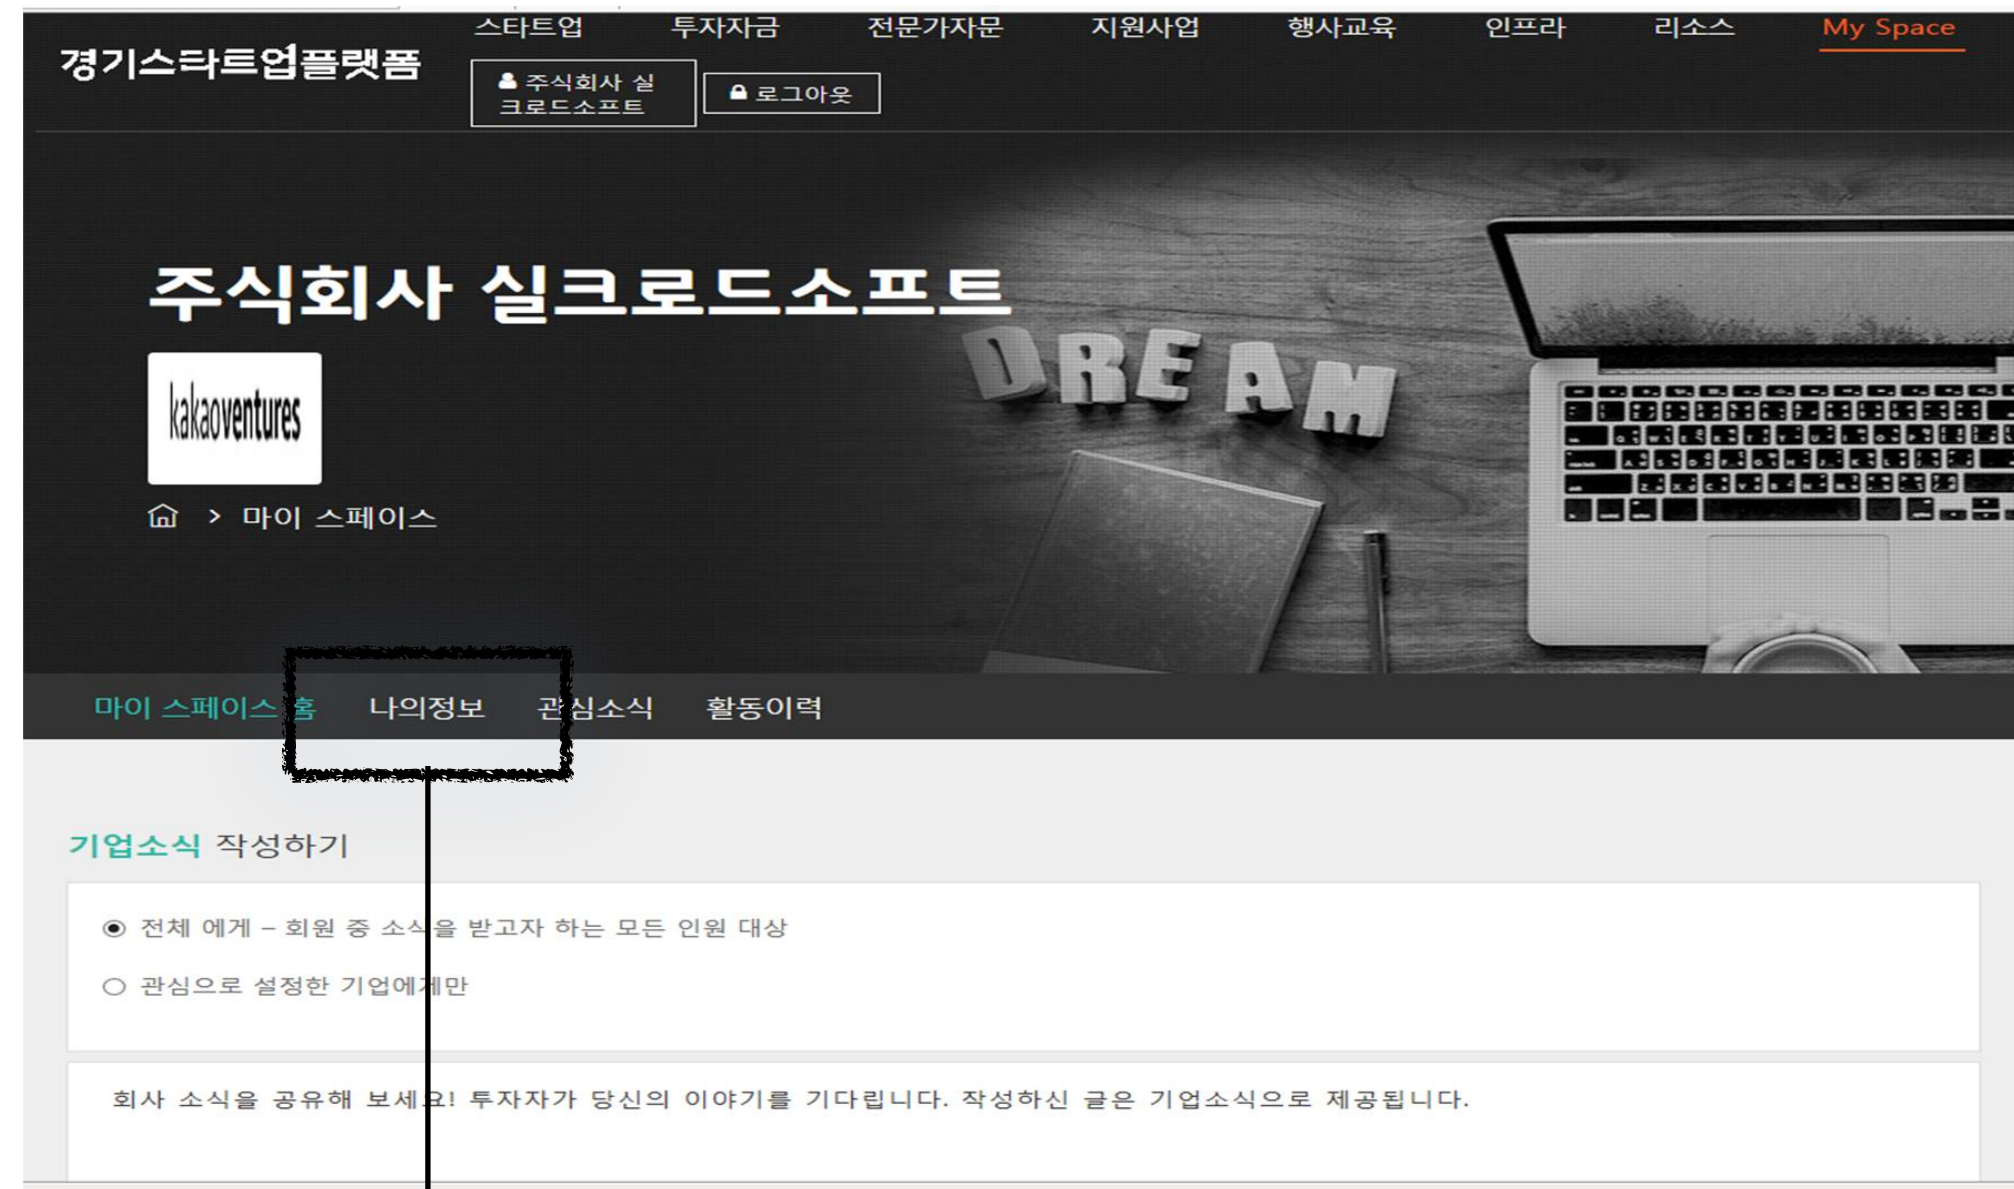 스타트업 투자자금 전문가자문 지원사업 행사교육 인프라 리소스 My Space
경기스타트업플랫폼
주식회사 실
크로드소프트
로그아웃
주식회사 실크로드소프트
DREAM
kakaoventures
> 마이 스페이스
마이 스페이스 홈 나의정보 관심소식 활동이력
기업소식 작성하기
전체 에게 – 회원 중 소식을 받고자 하는 모든 인원 대상
관심으로 설정한 기업에게만
회사 소식을 공유해 보세요! 투자자가 당신의 이야기를 기다립니다. 작성하신 글은 기업소식으로 제공됩니다.